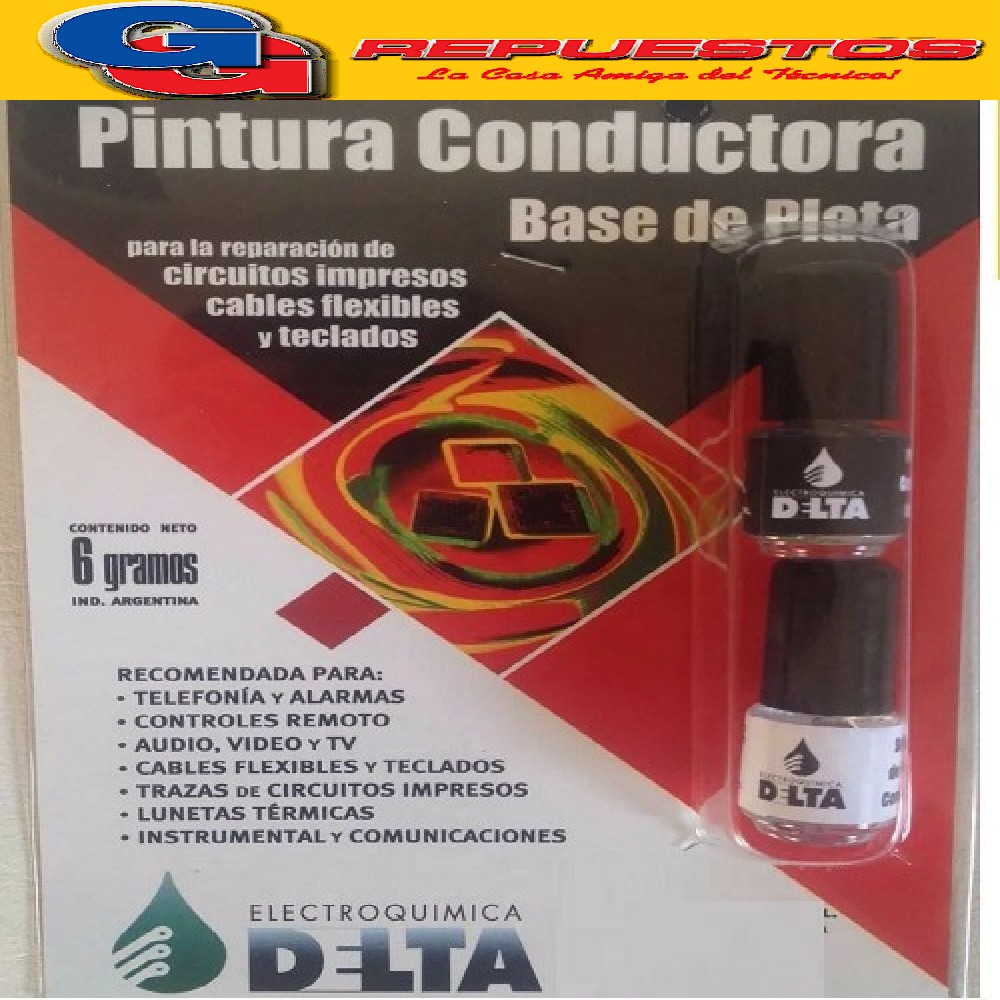 GG REPUESTOS
La Casa Amiga del Técnico!
Pintura Conductora
Base de Plata
para la reparación de
circuitos impresos
cables flexibles
y teclados
CONTENIDO NETO
6 gramos
IND. ARGENTINA
ELECTROQUIMICA
DELTA
RECOMENDADA PARA:
• TELEFONÍA Y ALARMAS
• CONTROLES REMOTO
• AUDIO, VIDEO Y TV
• CABLES FLEXIBLES Y TECLADOS
• TRAZAS DE CIRCUITOS IMPRESOS
• LUNETAS TÉRMICAS
• INSTRUMENTAL Y COMUNICACIONES
ELECTROQUIMICA
DELTA
ELECTROQUIMICA
DELTA